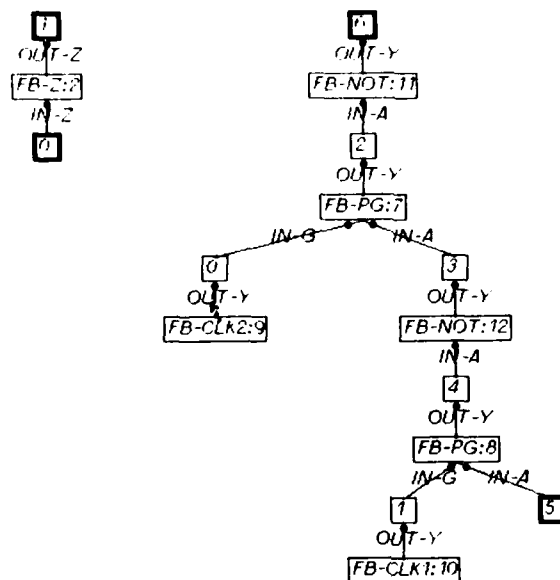 1 6
OUT-Z OUT-Y
FB-Z:2 FB-NOT:11
IN-Z IN-A
0 2
OUT-Y
FB-PG:7
IN-G IN-A
0 3
OUT-Y OUT-Y
FB-CLK2:9 FB-NOT:12
IN-A
4
OUT-Y
FB-PG:8
IN-G IN-A
1 5
OUT-Y
FB-CLK1:10